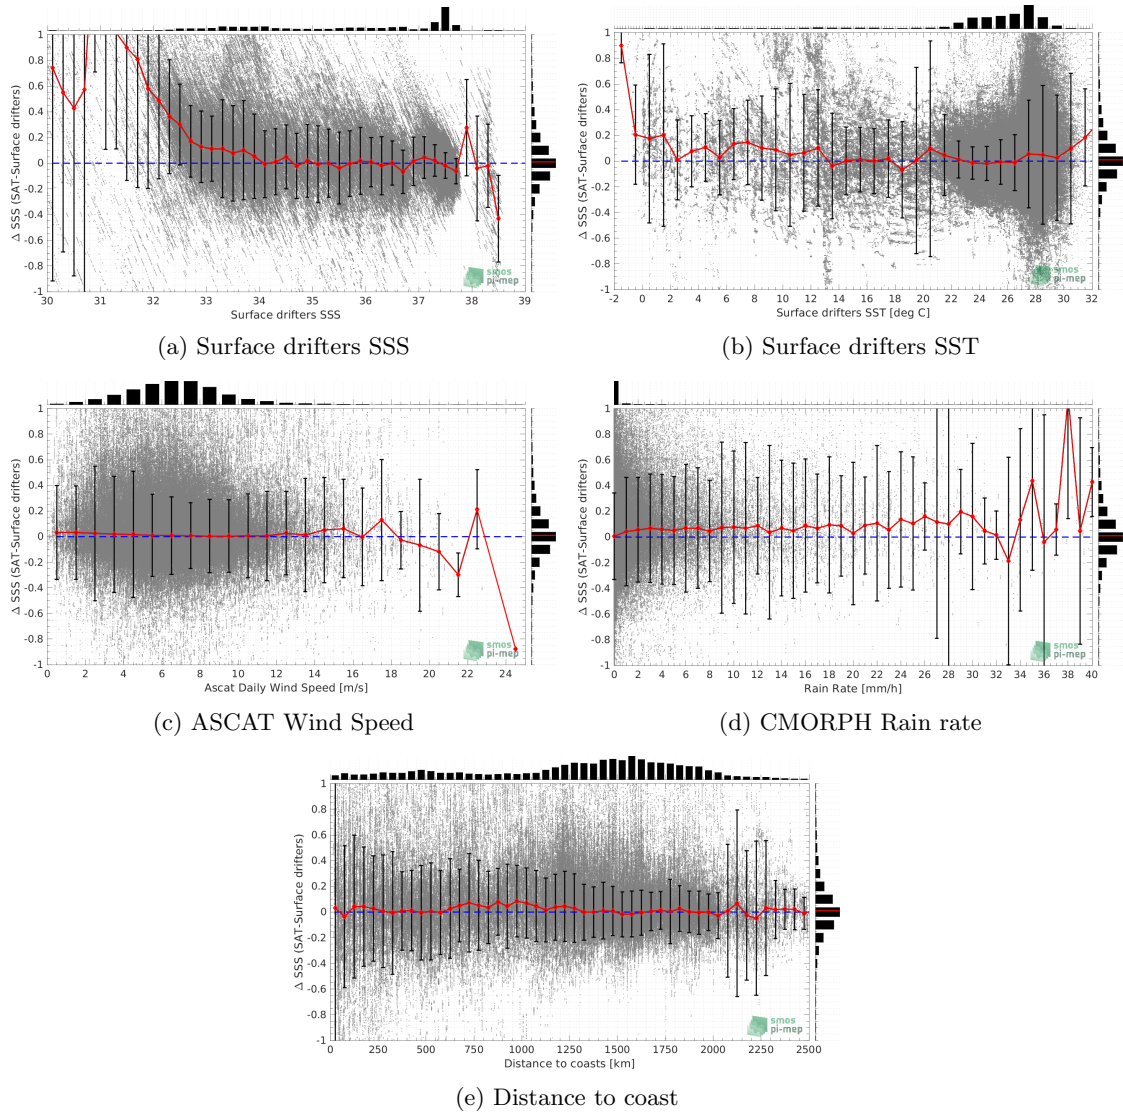 Δ SSS (SAT-Surface drifters)
1
0.8
0.6
0.4
0.2
0
-0.2
-0.4
-0.6
-0.8
-1
30 31 32 33 34 35 36 37 38 39
Surface drifters SSS
smos
pi-mep
(a) Surface drifters SSS
Δ SSS (SAT-Surface drifters)
1
0.8
0.6
0.4
0.2
0
-0.2
-0.4
-0.6
-0.8
-1
-2 0 2 4 6 8 10 12 14 16 18 20 22 24 26 28 30 32
Surface drifters SST [deg C]
smos
pi-mep
(b) Surface drifters SST
Δ SSS (SAT-Surface drifters)
1
0.8
0.6
0.4
0.2
0
-0.2
-0.4
-0.6
-0.8
-1
0 2 4 6 8 10 12 14 16 18 20 22 24
Ascat Daily Wind Speed [m/s]
smos
pi-mep
(c) ASCAT Wind Speed
Δ SSS (SAT-Surface drifters)
1
0.8
0.6
0.4
0.2
0
-0.2
-0.4
-0.6
-0.8
-1
0 2 4 6 8 10 12 14 16 18 20 22 24 26 28 30 32 34 36 38 40
Rain Rate [mm/h]
smos
pi-mep
(d) CMORPH Rain rate
Δ SSS (SAT-Surface drifters)
1
0.8
0.6
0.4
0.2
0
-0.2
-0.4
-0.6
-0.8
-1
0 250 500 750 1000 1250 1500 1750 2000 2250 2500
Distance to coasts [km]
smos
pi-mep
(e) Distance to coast